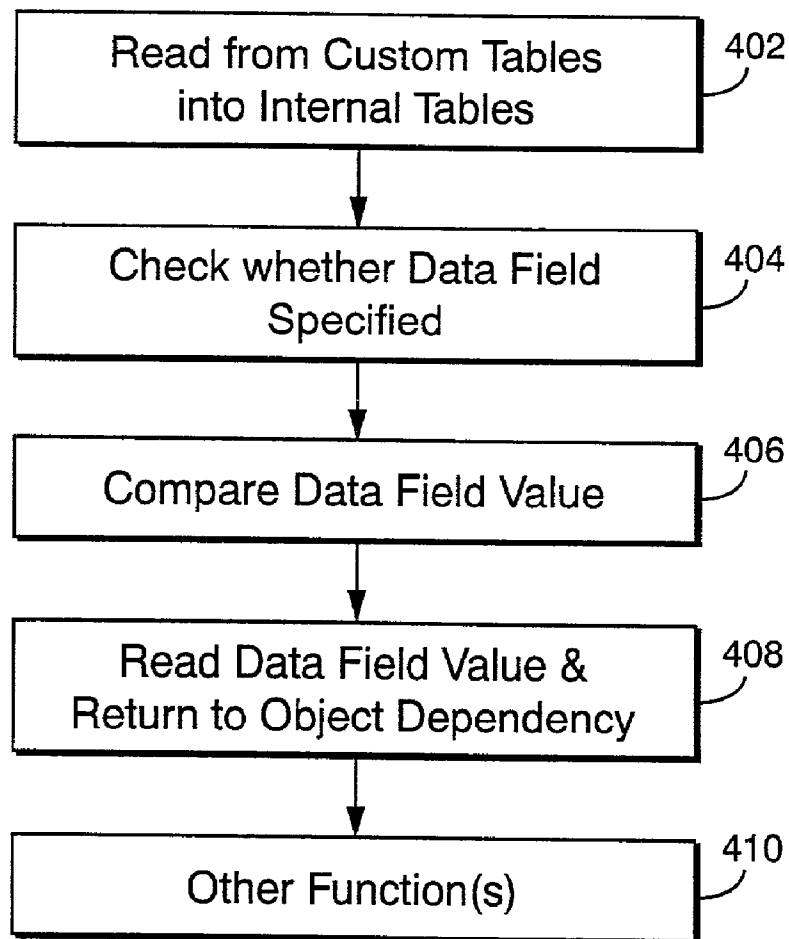 Read from Custom Tables
into Internal Tables
402
Check whether Data Field
Specified
404
Compare Data Field Value
406
Read Data Field Value &
Return to Object Dependency
408
Other Function(s)
410